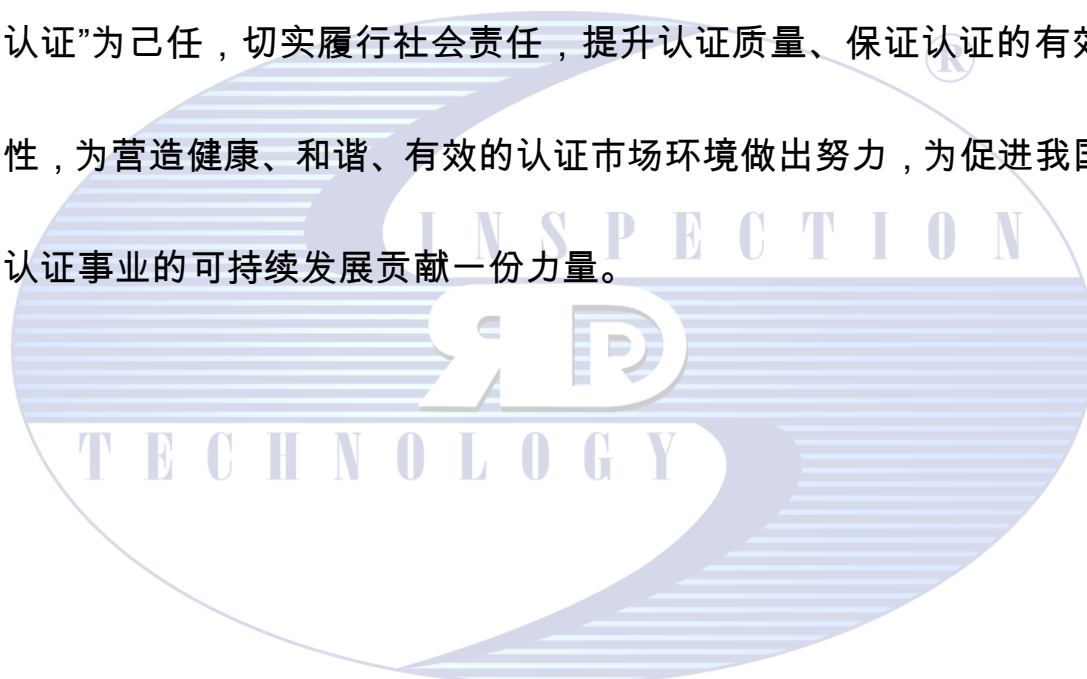 认证”为己任，切实履行社会责任，提升认证质量、保证认证的有效
性，为营造健康、和谐、有效的认证市场环境做出努力，为促进我国
认证事业的可持续发展贡献一份力量。
®
INSPECTION
RD
TECHNOLOGY